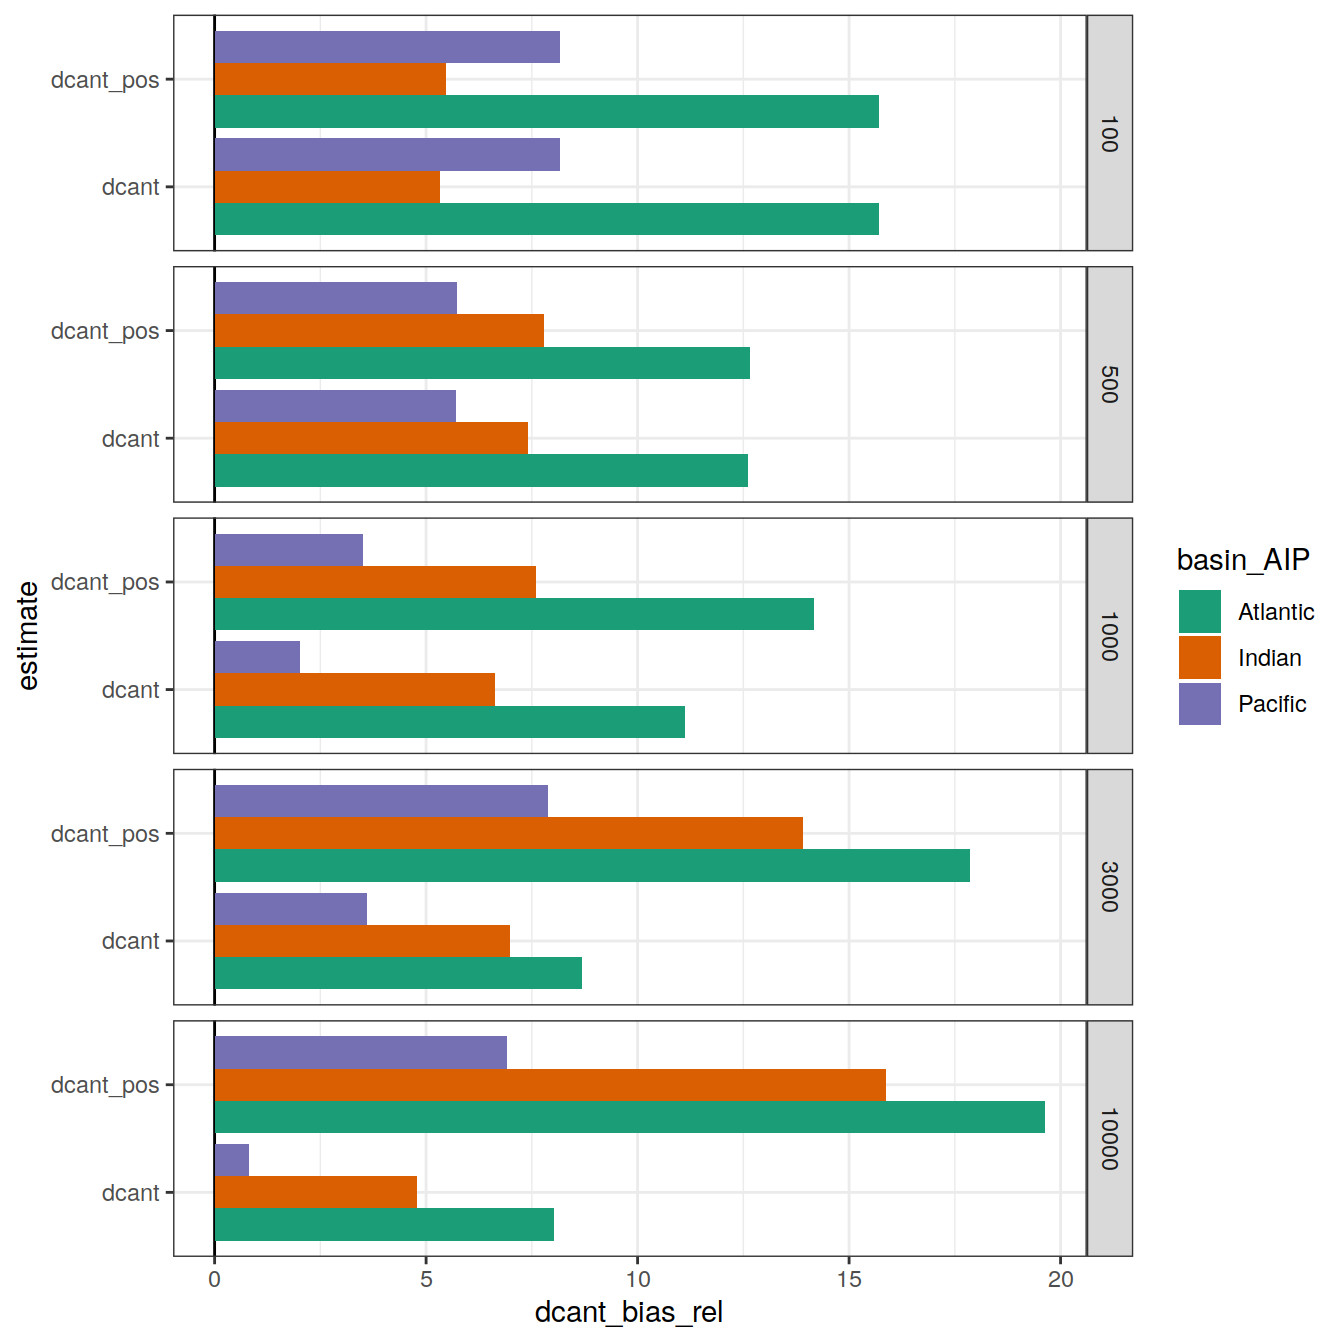 dcant_pos
dcant
100
dcant_pos
dcant
500
dcant_pos
dcant
1000
dcant_pos
dcant
3000
dcant_pos
dcant
10000
estimate
0 5 10 15 20
dcant_bias_rel
basin_AIP
Atlantic
Indian
Pacific